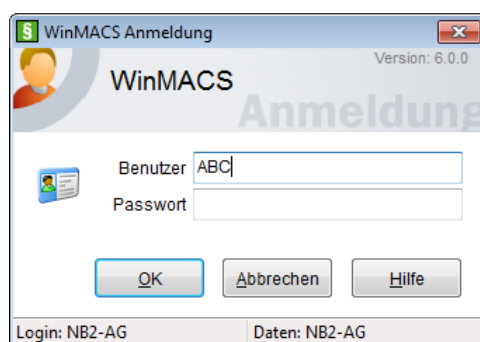 § WinMACS Anmeldung
Version: 6.0.0
WinMACS
Anmeldung
Benutzer ABC
Passwort
OK Abbrechen Hilfe
Login: NB2-AG Daten: NB2-AG